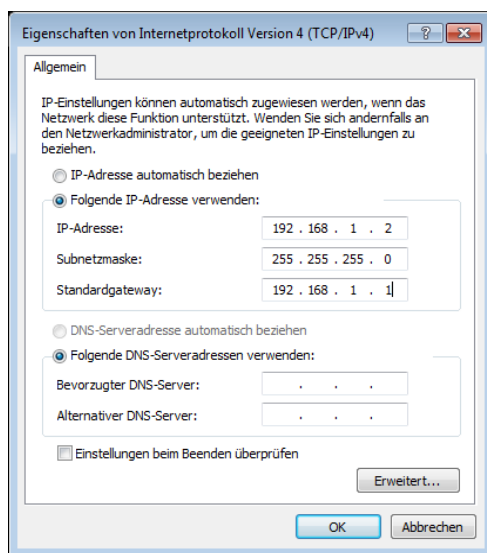 Eigenschaften von Internetprotokoll Version 4 (TCP/IPv4)
Allgemein
IP-Einstellungen können automatisch zugewiesen werden, wenn das
Netzwerk diese Funktion unterstützt. Wenden Sie sich andernfalls an
den Netzwerkadministrator, um die geeigneten IP-Einstellungen zu
beziehen.
IP-Adresse automatisch beziehen
Folgende IP-Adresse verwenden:
IP-Adresse: 192 . 168 . 1 . 2
Subnetzmaske: 255 . 255 . 255 . 0
Standardgateway: 192 . 168 . 1 . 1
DNS-Serveradresse automatisch beziehen
Folgende DNS-Serveradressen verwenden:
Bevorzugter DNS-Server: . . .
Alternativer DNS-Server: . . .
Einstellungen beim Beenden überprüfen
Erweitert...
OK Abbrechen